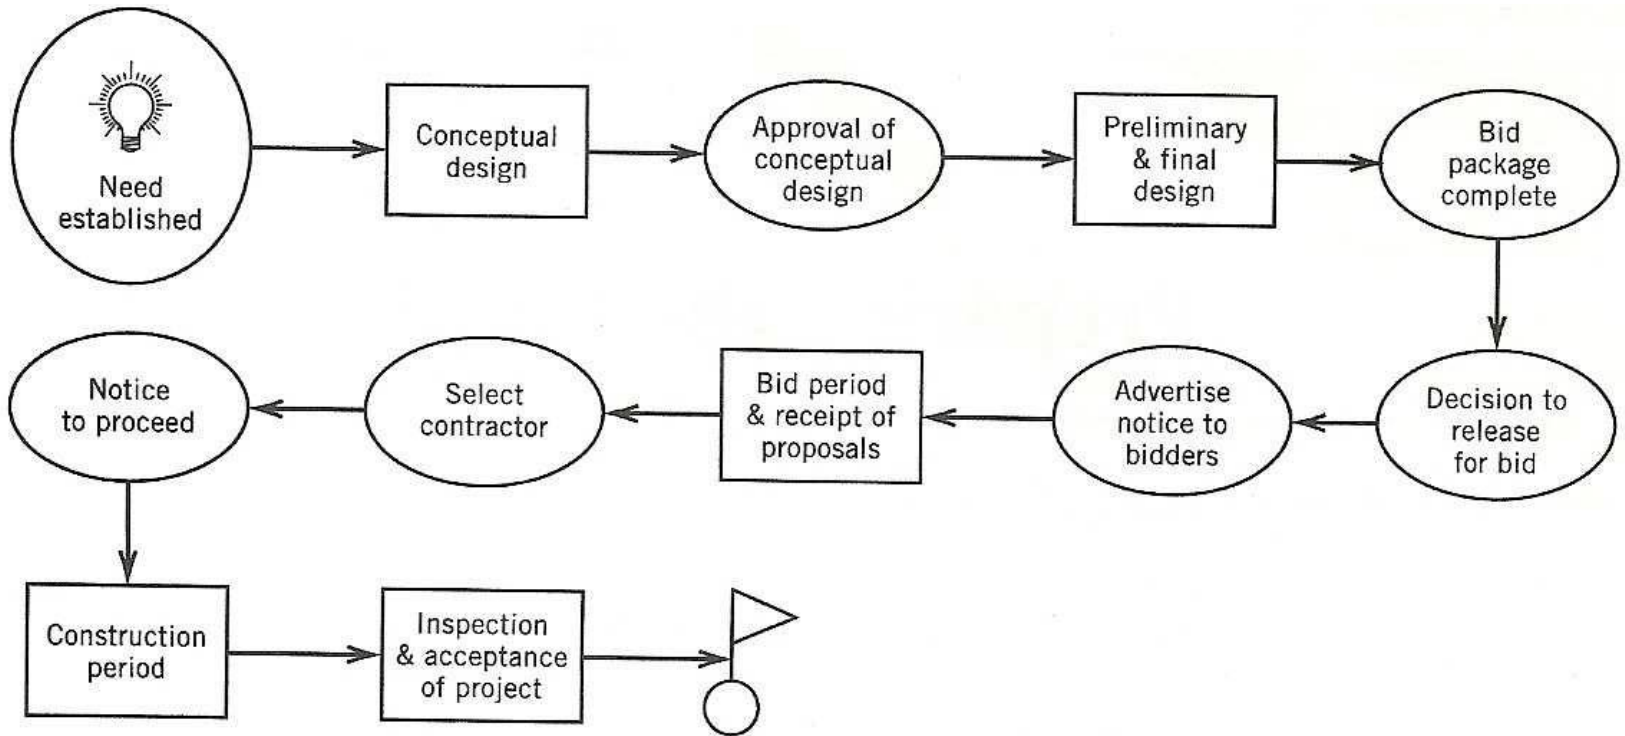 Need
established
Conceptual
design
Approval of
conceptual
design
Preliminary
& final
design
Bid
package
complete
Decision to
release
for bid
Advertise
notice to
bidders
Bid period
& receipt of
proposals
Select
contractor
Notice
to proceed
Construction
period
Inspection
& acceptance
of project